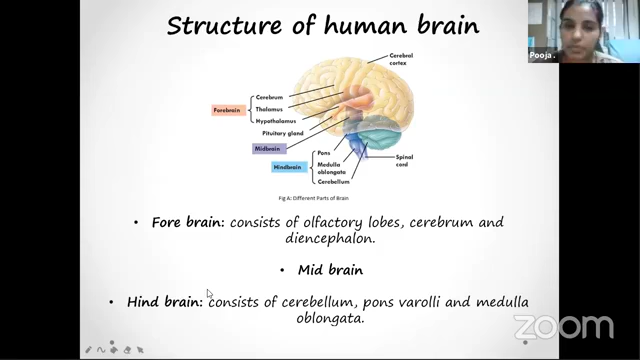 Structure of human brain
Pooja .
Cerebral
cortex
Cerebrum
Thalamus
Forebrain
Hypothalamus
Pituitary gland
Midbrain
Pons
Hindbrain
Medulla
oblongata
Spinal
cord
Cerebellum
Fig A: Different Parts of Brain
• Fore brain: consists of olfactory lobes, cerebrum and
diencephalon.
• Mid brain
• Hind brain: consists of cerebellum, pons varolli and medulla
oblongata.
zoom